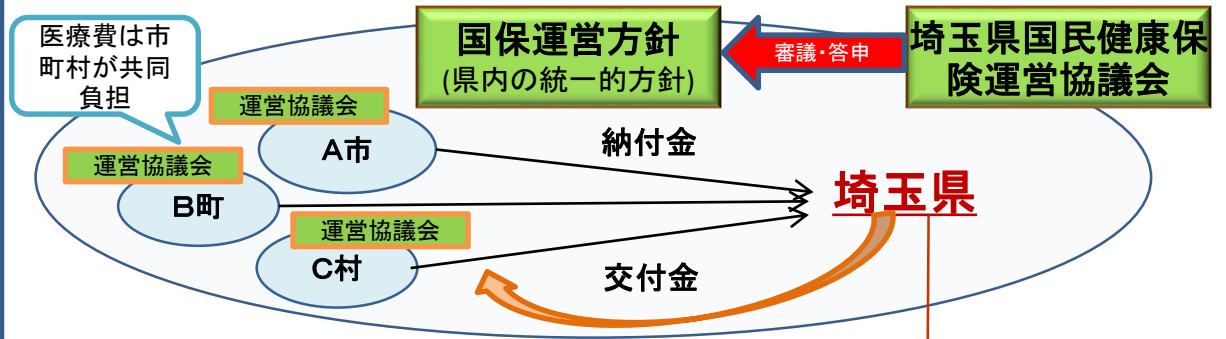 医療費は市
町村が共同
負担
国保運営方針
(県内の統一的方針)
審議・答申
埼玉県国民健康保
険運営協議会
運営協議会
A市
納付金
運営協議会
B町
埼玉県
運営協議会
C村
交付金